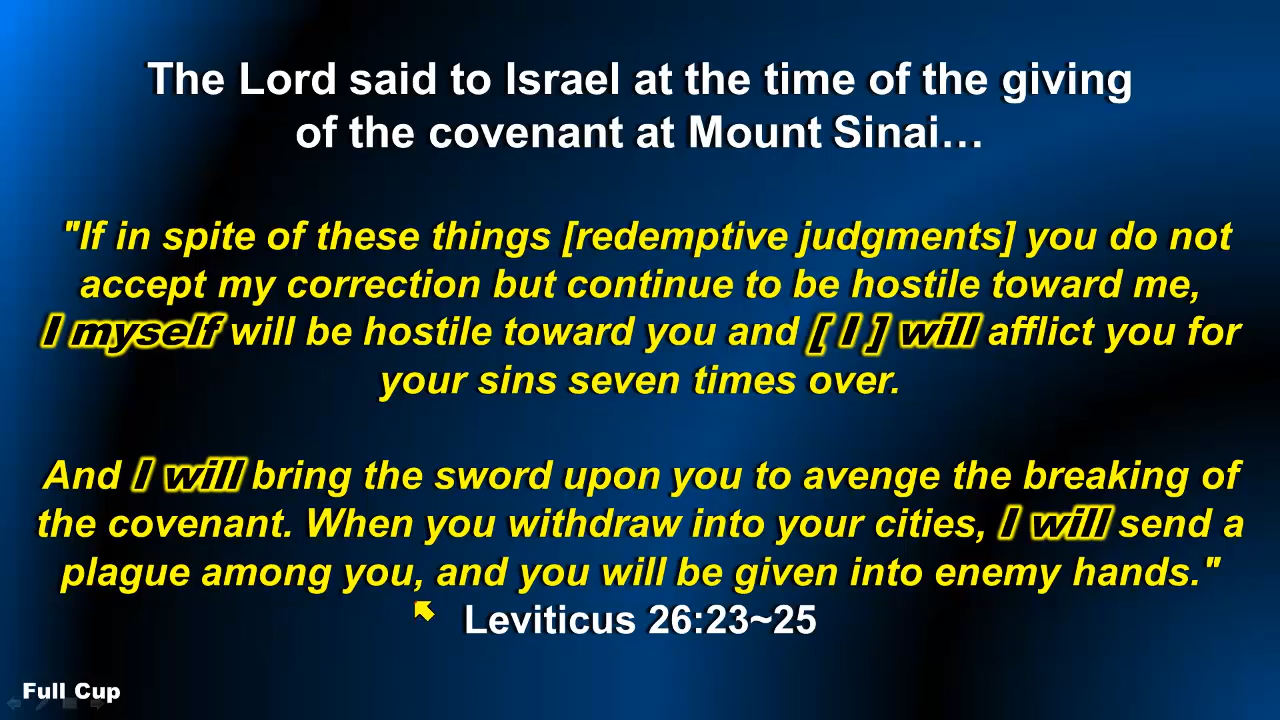 The Lord said to Israel at the time of the giving
of the covenant at Mount Sinai…
"If in spite of these things [redemptive judgments] you do not
accept my correction but continue to be hostile toward me,
I myself will be hostile toward you and [ I ] will afflict you for
your sins seven times over.
And I will bring the sword upon you to avenge the breaking of
the covenant. When you withdraw into your cities, I will send a
plague among you, and you will be given into enemy hands."
Leviticus 26:23~25
Full Cup